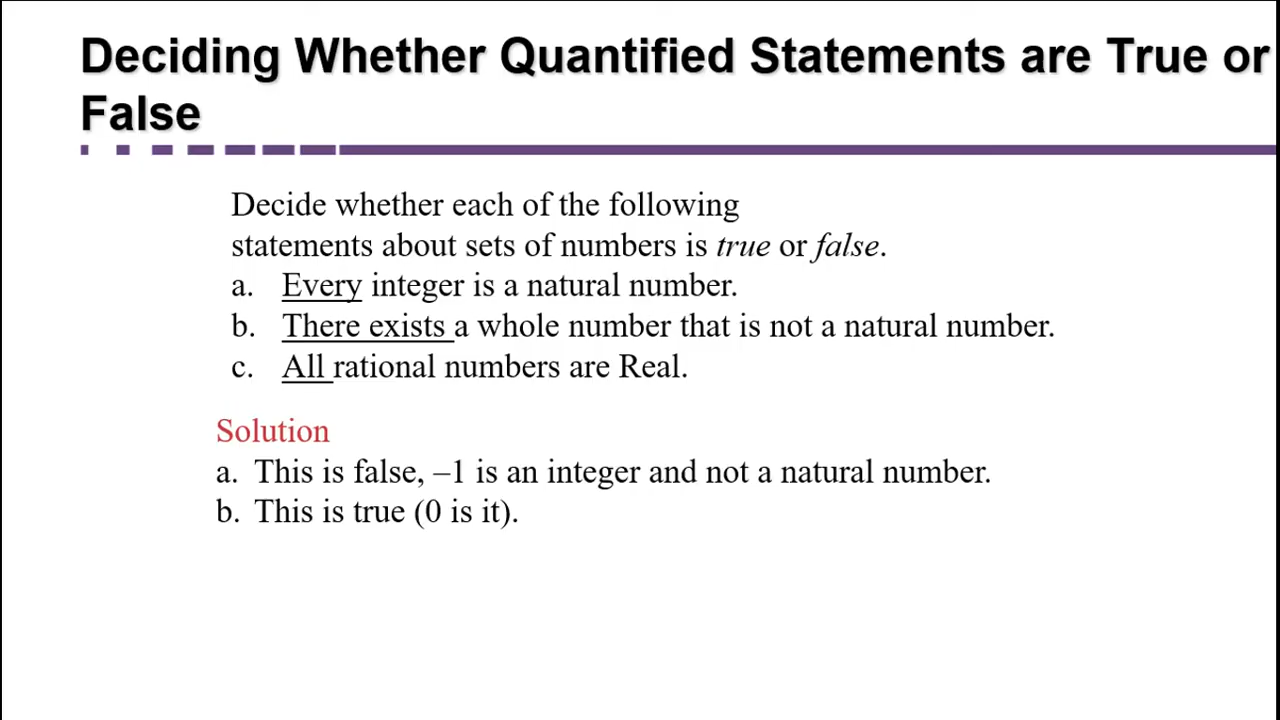 Deciding Whether Quantified Statements are True or
False
Decide whether each of the following
statements about sets of numbers is true or false.
a. Every integer is a natural number.
b. There exists a whole number that is not a natural number.
c. All rational numbers are Real.
Solution
a. This is false, –1 is an integer and not a natural number.
b. This is true (0 is it).